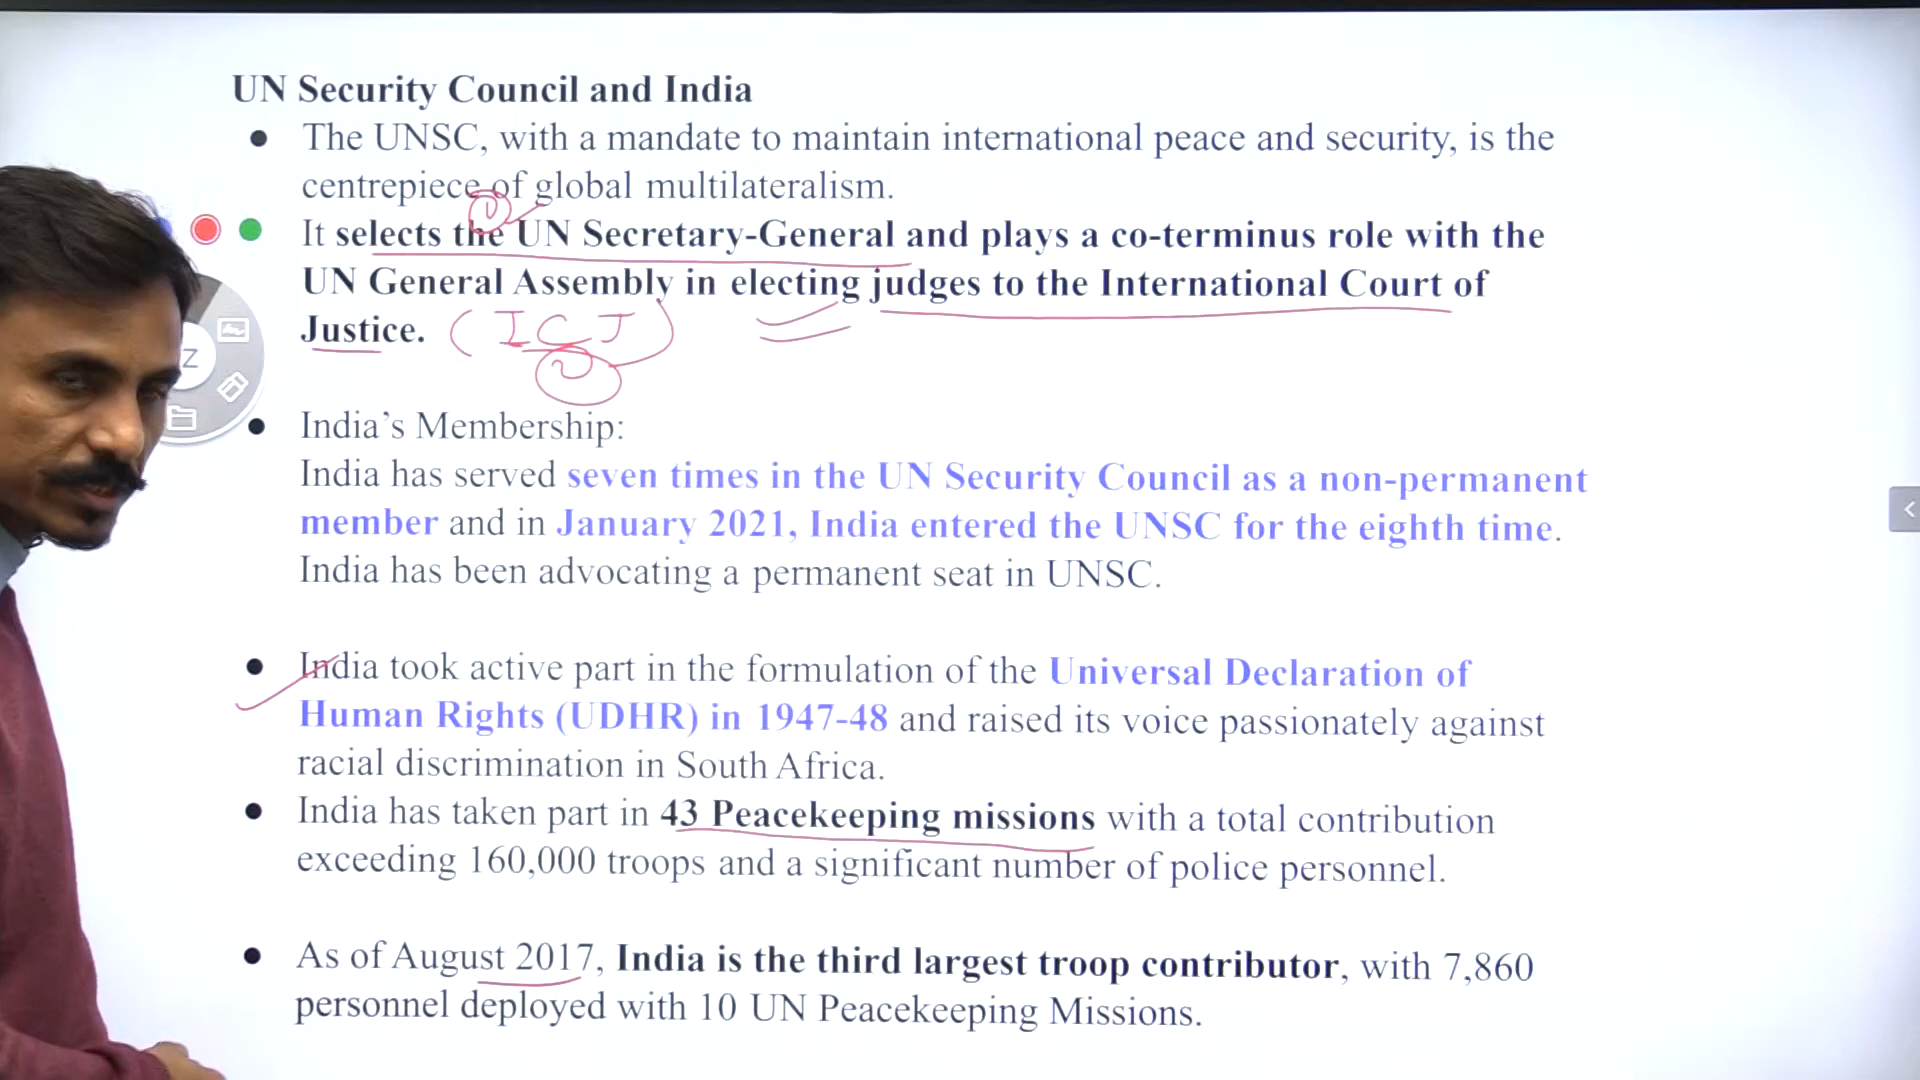 UN Security Council and India
● The UNSC, with a mandate to maintain international peace and security, is the
centrepiece of global multilateralism.
It selects the UN Secretary-General and plays a co-terminus role with the
UN General Assembly in electing judges to the International Court of
Justice. (ICJ)
● India’s Membership:
India has served seven times in the UN Security Council as a non-permanent
member and in January 2021, India entered the UNSC for the eighth time.
India has been advocating a permanent seat in UNSC.
● India took active part in the formulation of the Universal Declaration of
Human Rights (UDHR) in 1947-48 and raised its voice passionately against
racial discrimination in South Africa.
● India has taken part in 43 Peacekeeping missions with a total contribution
exceeding 160,000 troops and a significant number of police personnel.
● As of August 2017, India is the third largest troop contributor, with 7,860
personnel deployed with 10 UN Peacekeeping Missions.